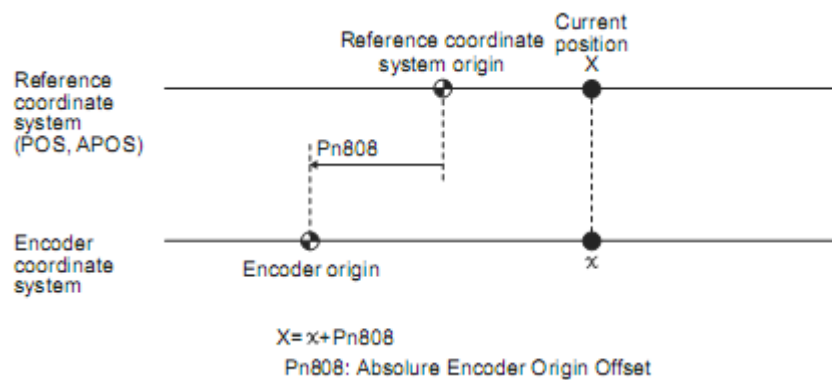 Current
position
X
Reference coordinate
system origin
Reference
coordinate
system
(POS, APOS)
Pn808
Encoder
coordinate
system
Encoder origin
x
X=x+Pn808
Pn808: Absolure Encoder Origin Offset